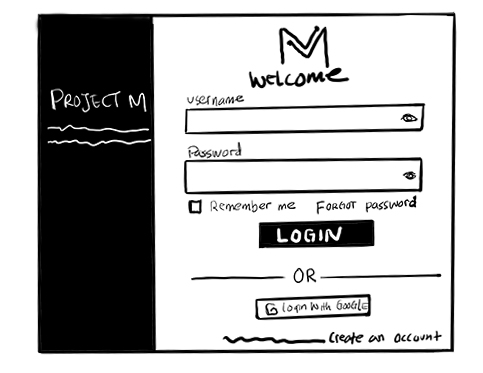 PROJECT M
M
Welcome
username
Password
Remember me FORGOT password
LOGIN
OR
G Login with Google
Create an account